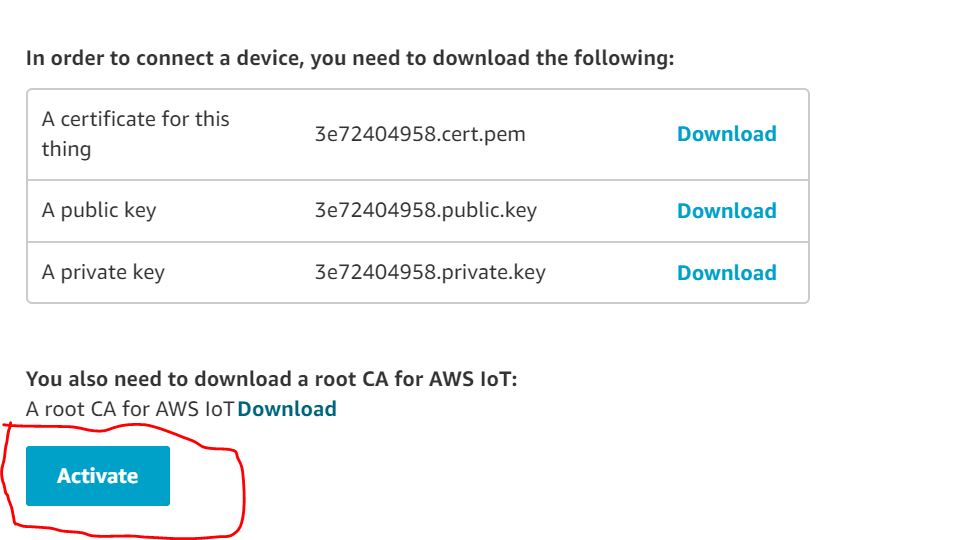 In order to connect a device, you need to download the following:
A certificate for this
thing
3e72404958.cert.pem
Download
A public key
3e72404958.public.key
Download
A private key
3e72404958.private.key
Download
You also need to download a root CA for AWS IoT:
A root CA for AWS IoT Download
Activate